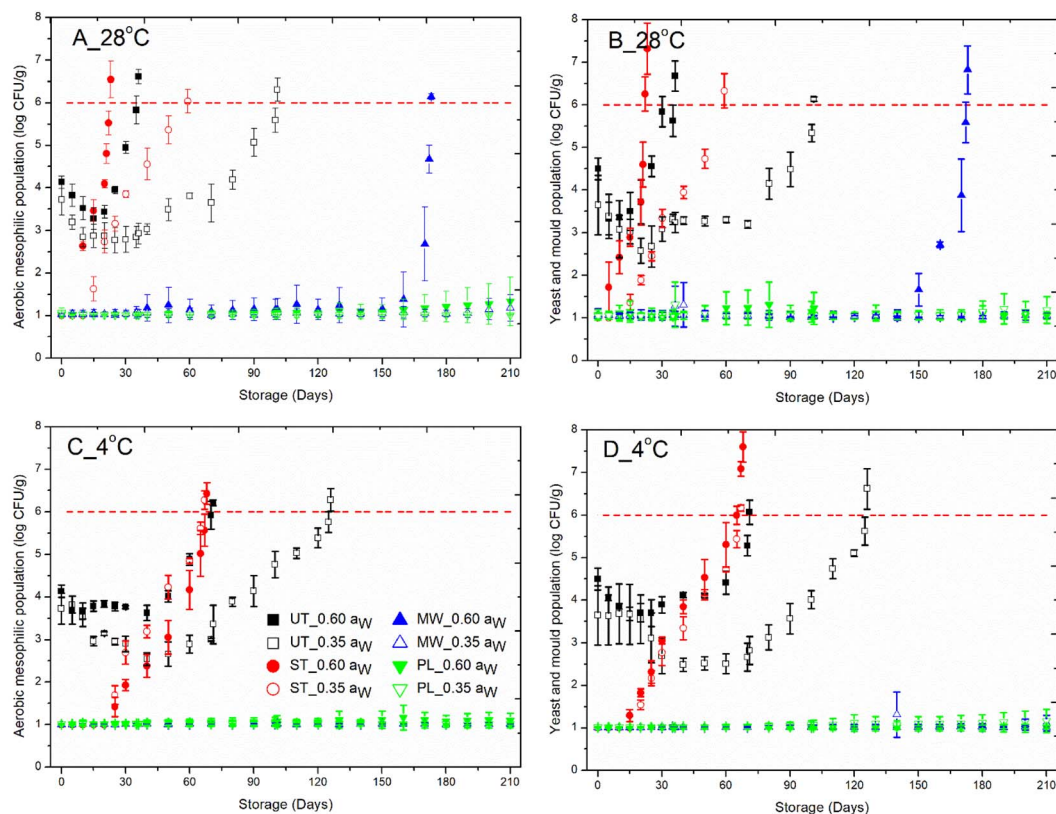 A_28°C
Aerobic mesophilic population (log CFU/g)
8
7
6
5
4
3
2
1
0
0 30 60 90 120 150 180 210
Storage (Days)
B_28°C
Yeast and mould population (log CFU/g)
8
7
6
5
4
3
2
1
0
0 30 60 90 120 150 180 210
Storage (Days)
C_4°C
Aerobic mesophilic population (log CFU/g)
8
7
6
5
4
3
2
1
0
UT_0.60 aw
UT_0.35 aw
ST_0.60 aw
ST_0.35 aw
MW_0.60 aw
MW_0.35 aw
PL_0.60 aw
PL_0.35 aw
0 30 60 90 120 150 180 210
Storage (Days)
D_4°C
Yeast and mould population (log CFU/g)
8
7
6
5
4
3
2
1
0
0 30 60 90 120 150 180 210
Storage (Days)